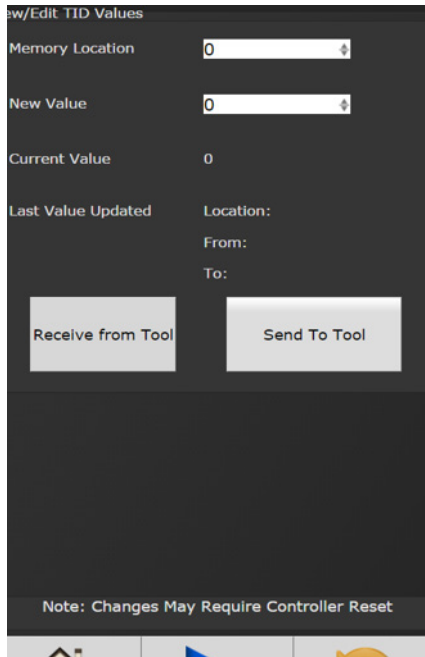 ew/Edit TID Values
Memory Location 0
New Value 0
Current Value 0
Last Value Updated Location:
From:
To:
Receive from Tool Send To Tool
Note: Changes May Require Controller Reset